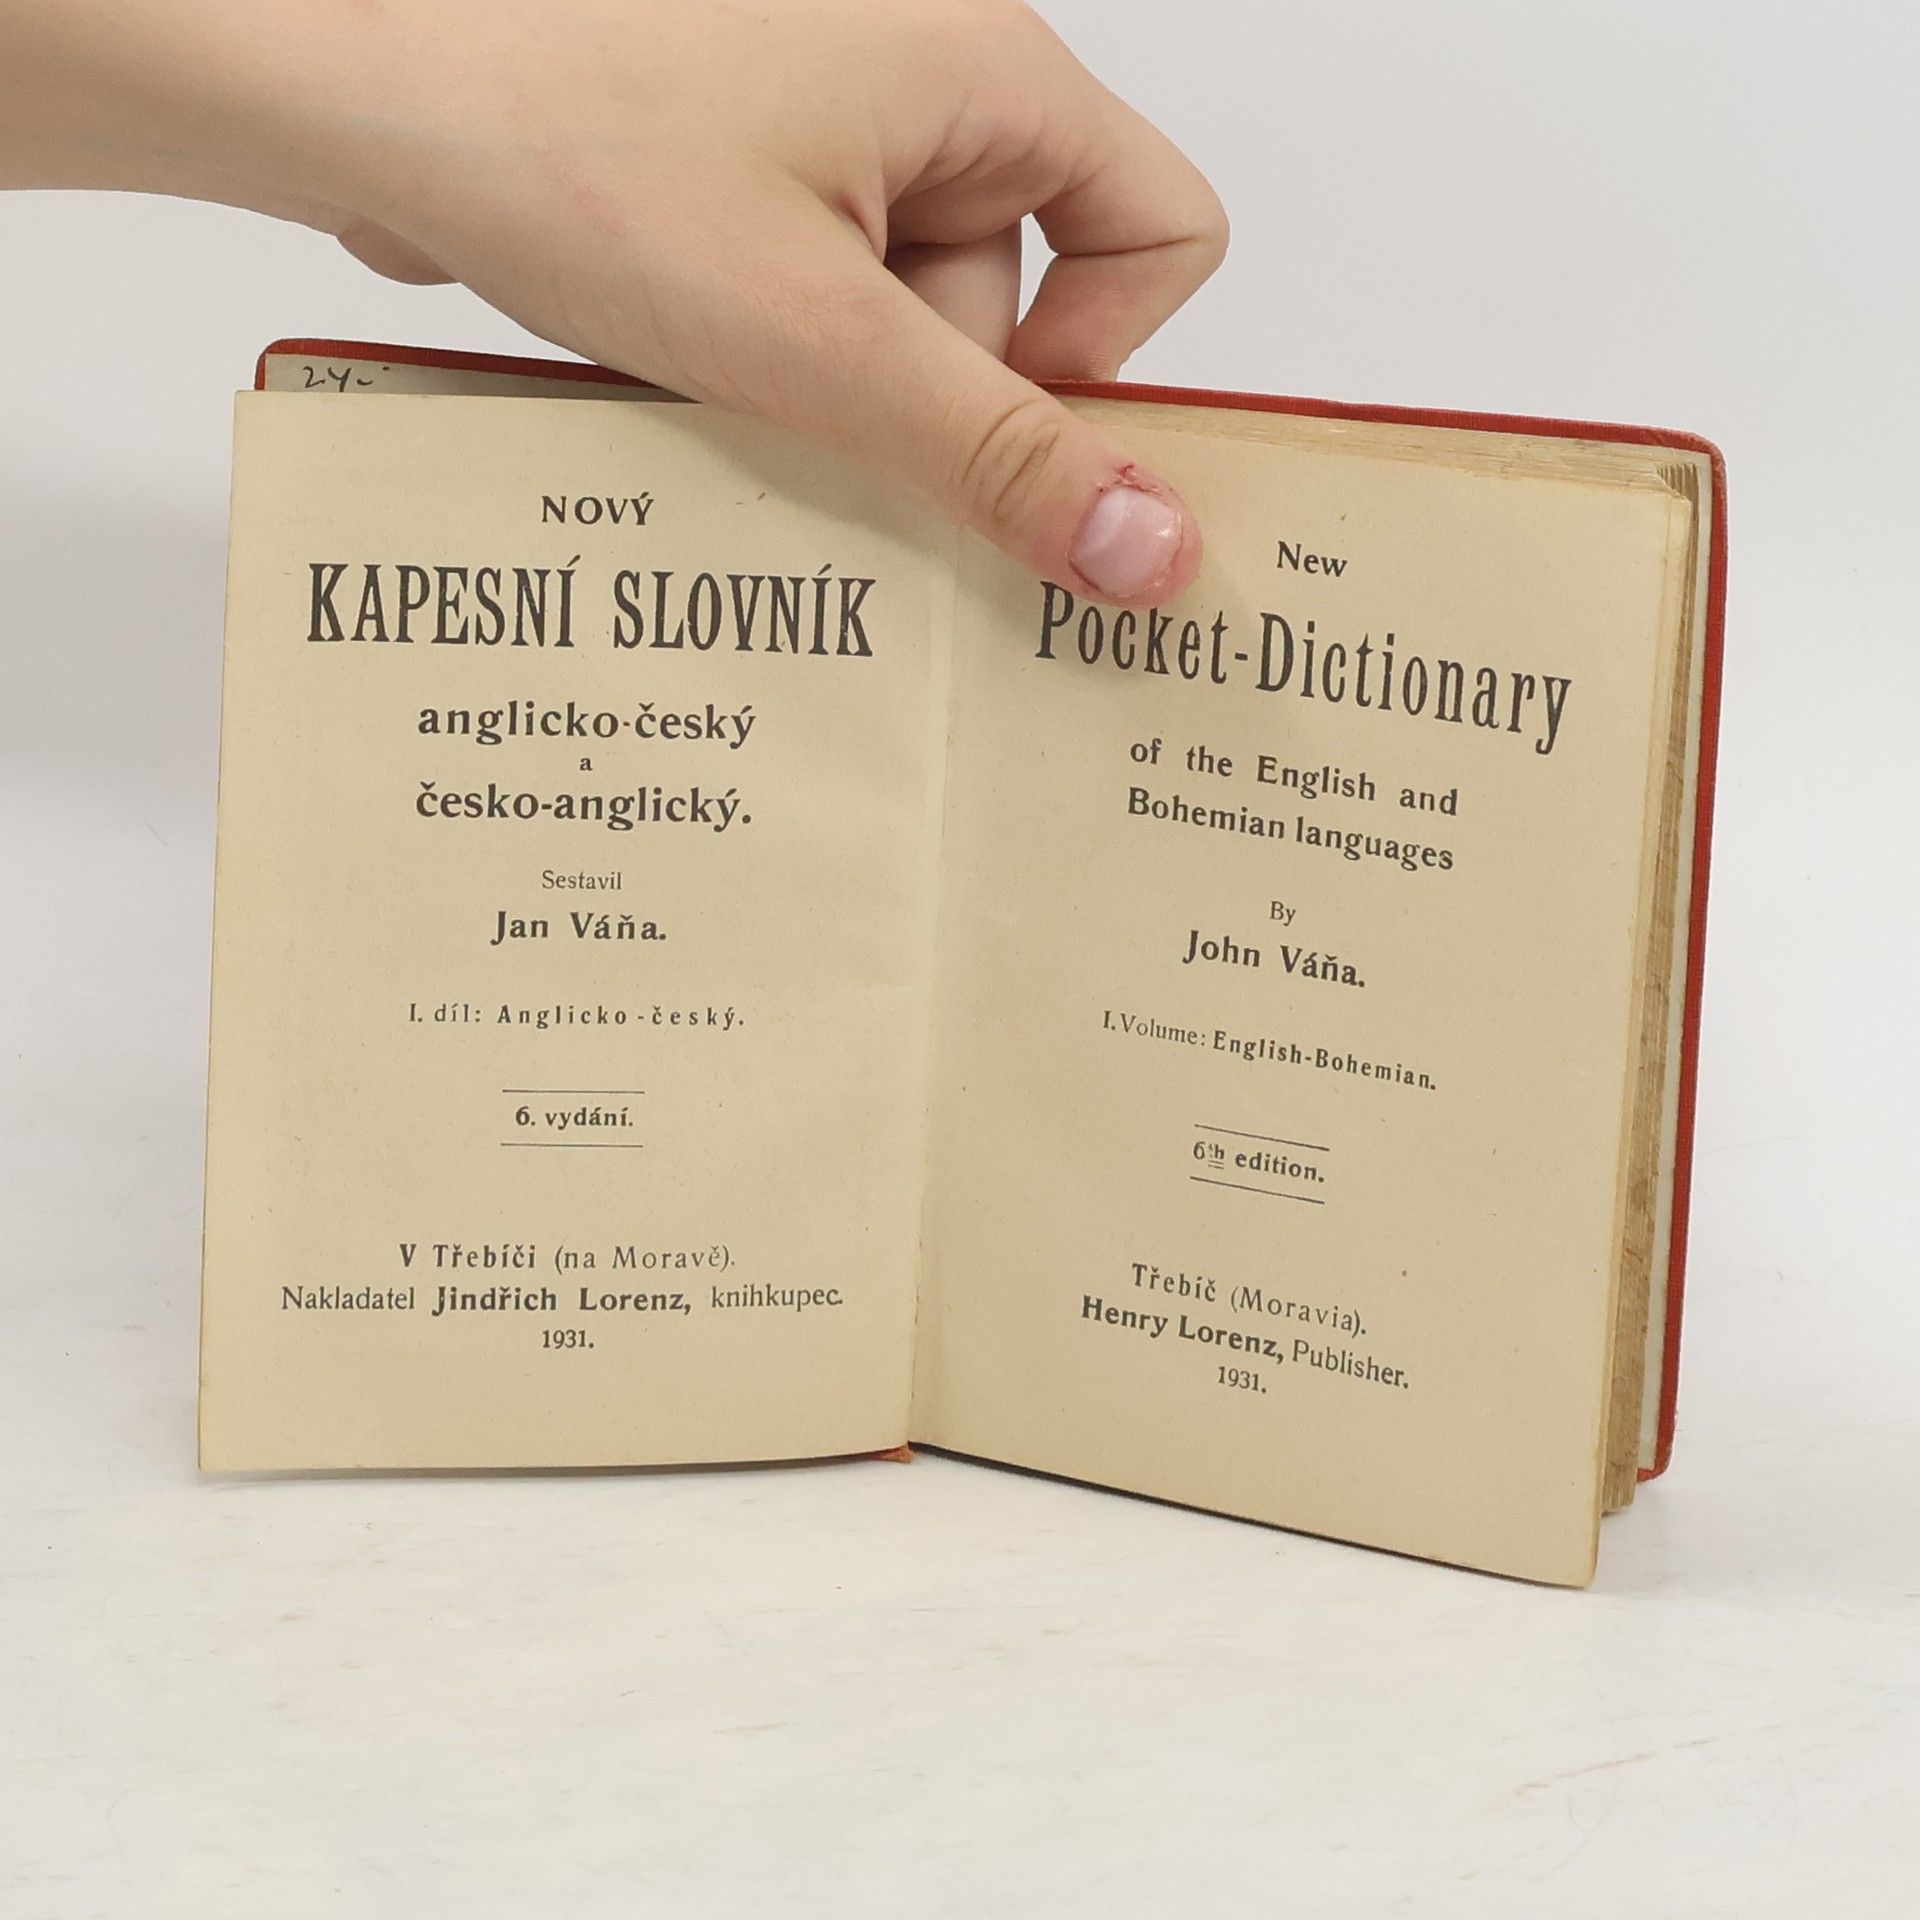 24.-
NOVÝ
KAPESNÍ SLOVNÍK
anglicko-český
a
česko-anglický.
Sestavil
Jan Váňa.
I. díl: Anglicko-český.
6. vydání.
V Třebíči (na Moravě).
Nakladatel Jindřich Lorenz, knihkupec.
1931.
New
Pocket-Dictionary
of the English and
Bohemian languages
By
John Váňa.
I. Volume: English-Bohemian.
6th edition.
Třebíč (Moravia).
Henry Lorenz, Publisher.
1931.